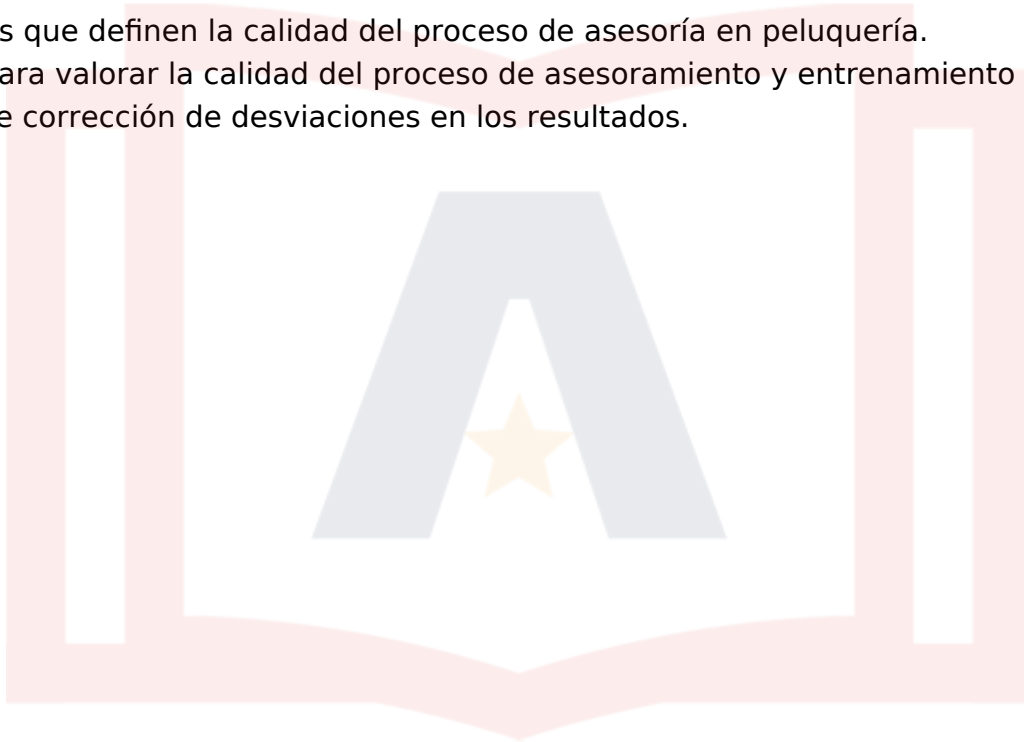 s que definen la calidad del proceso de asesoría en peluquería.
ara valorar la calidad del proceso de asesoramiento y entrenamiento
e corrección de desviaciones en los resultados.